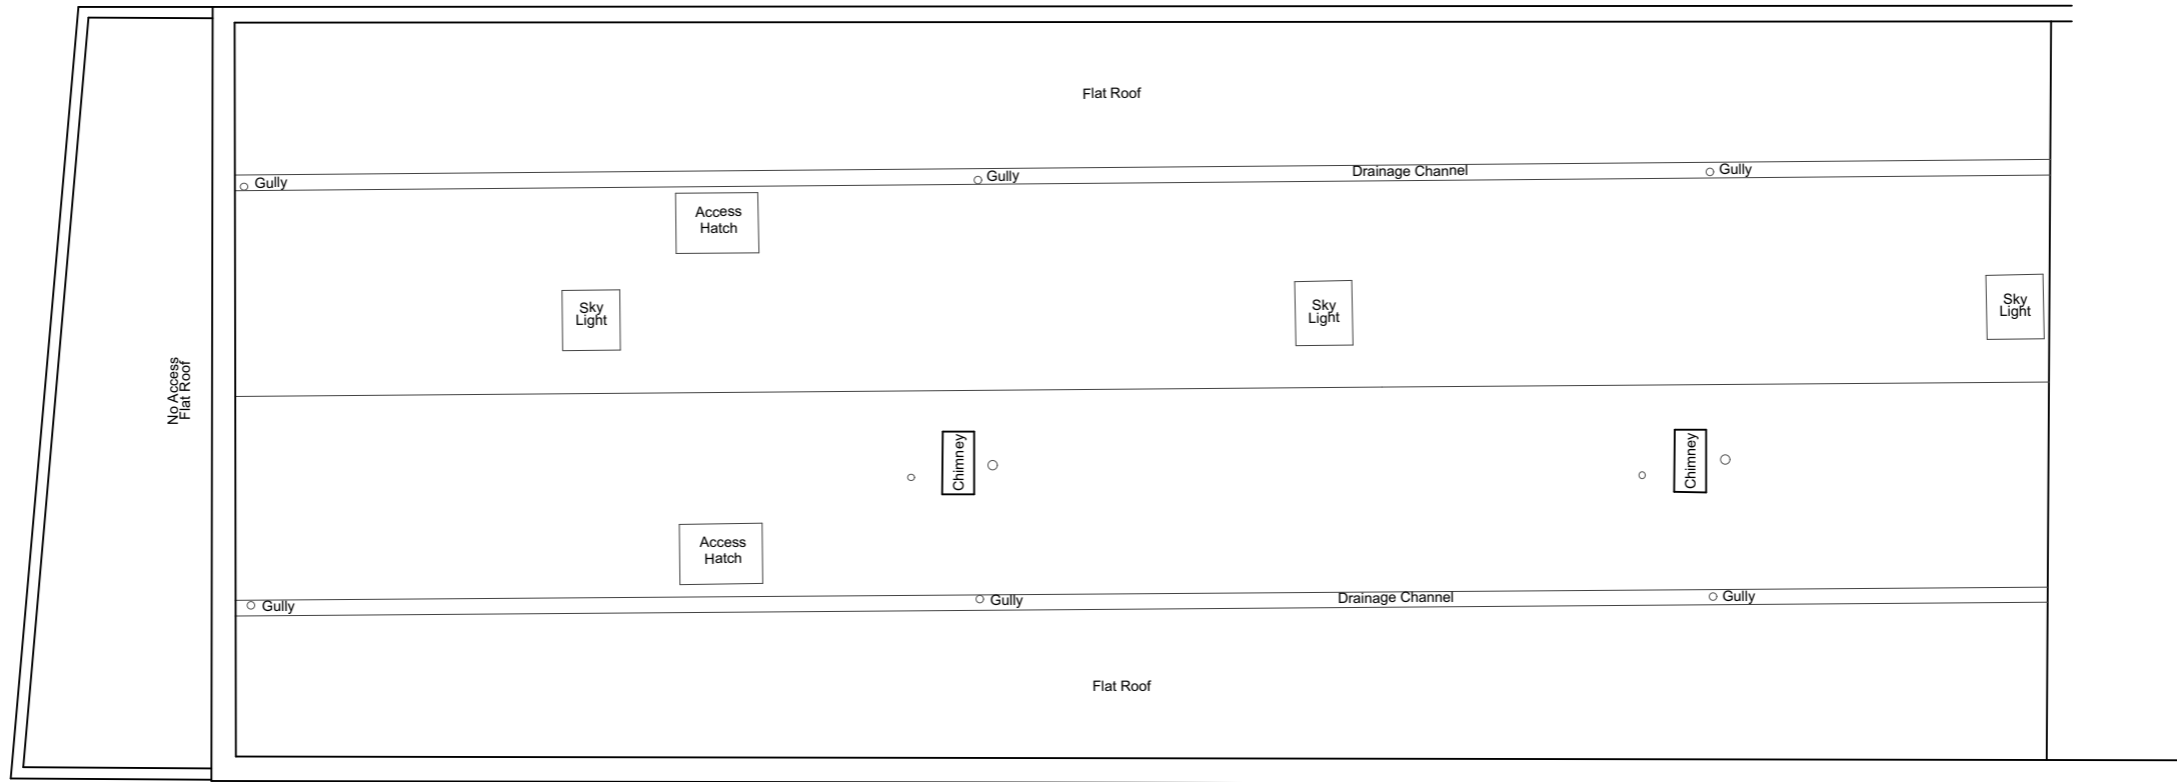 Flat Roof
Gully
Gully
Drainage Channel
Gully
Access
Hatch
Sky
Light
Sky
Light
Sky
Light
No Access
Flat Roof
Chimney
Chimney
Access
Hatch
Gully
Gully
Drainage Channel
Gully
Flat Roof